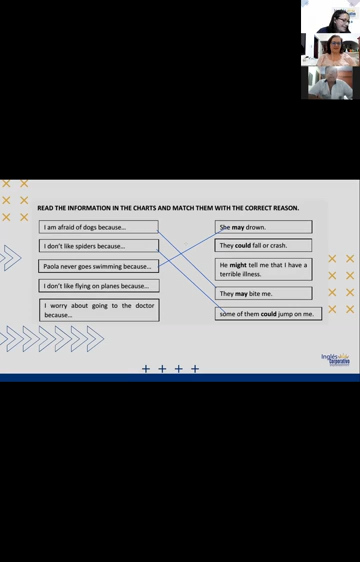 READ THE INFORMATION IN THE CHARTS AND MATCH THEM WITH THE CORRECT REASON.
I am afraid of dogs because...
She may drown.
I don't like spiders because...
They could fall or crash.
Paola never goes swimming because...
He might tell me that I have a
terrible illness.
I don't like flying on planes because...
They may bite me.
I worry about going to the doctor
because...
some of them could jump on me.
Inglés
Corporativo